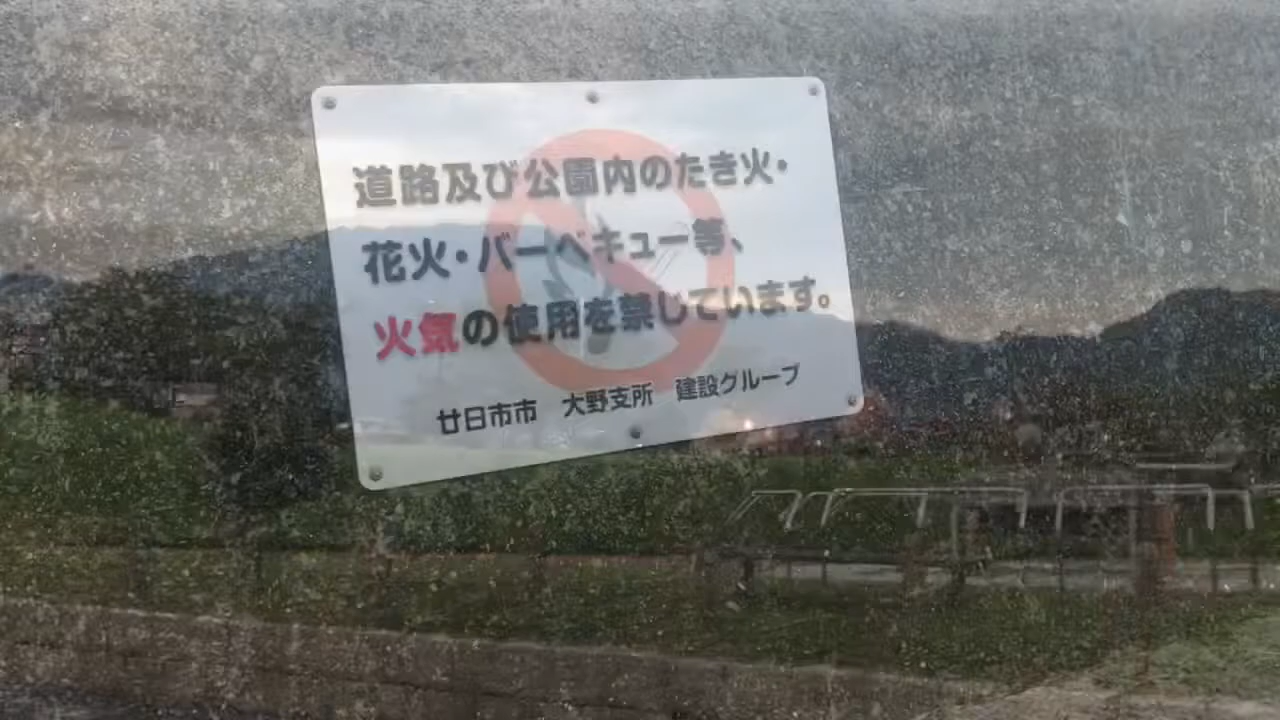 道路及び公園内のたき火・
花火・バーベキュー等、
火気の使用を禁じています。
廿日市市　大野支所　建設グループ